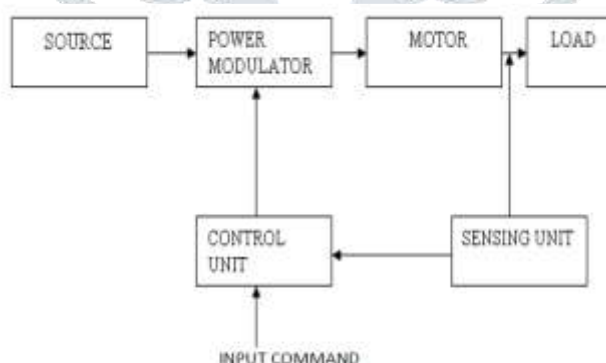 SOURCE
POWER
MODULATOR
MOTOR
LOAD
CONTROL
UNIT
SENSING UNIT
INPUT COMMAND